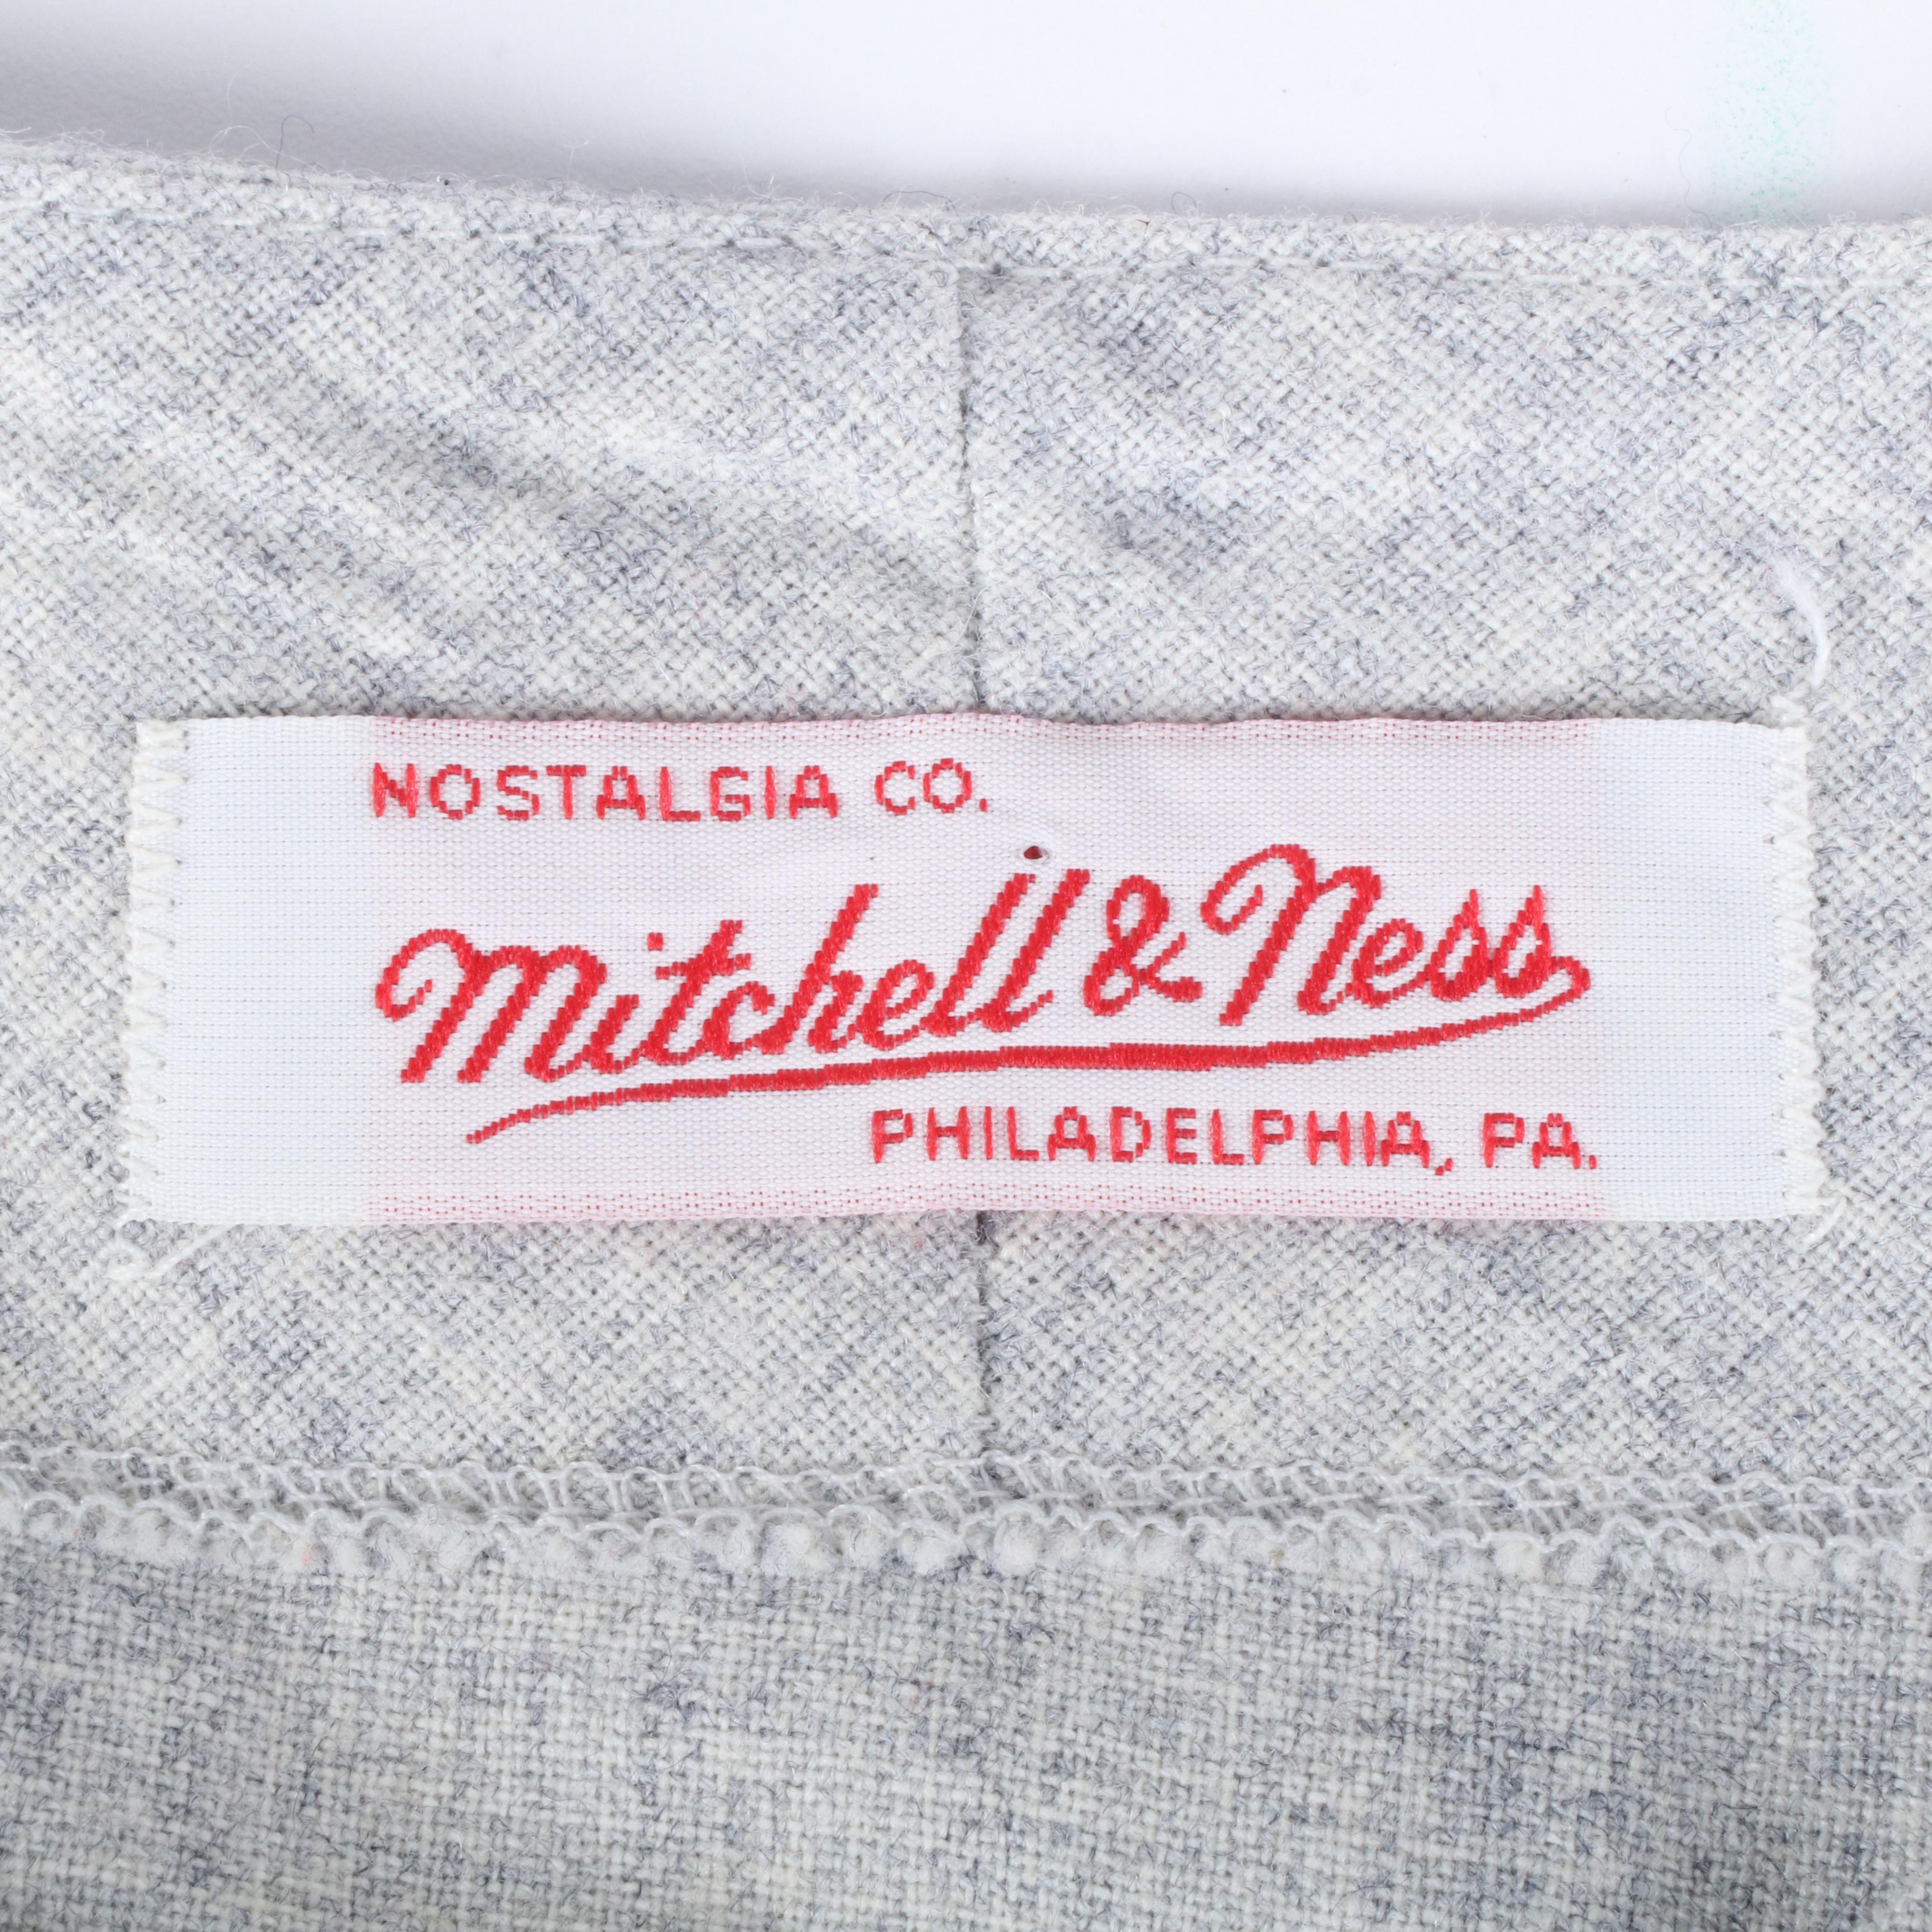 NOSTALGIA CO.
Mitchell & Ness
PHILADELPHIA, PA.